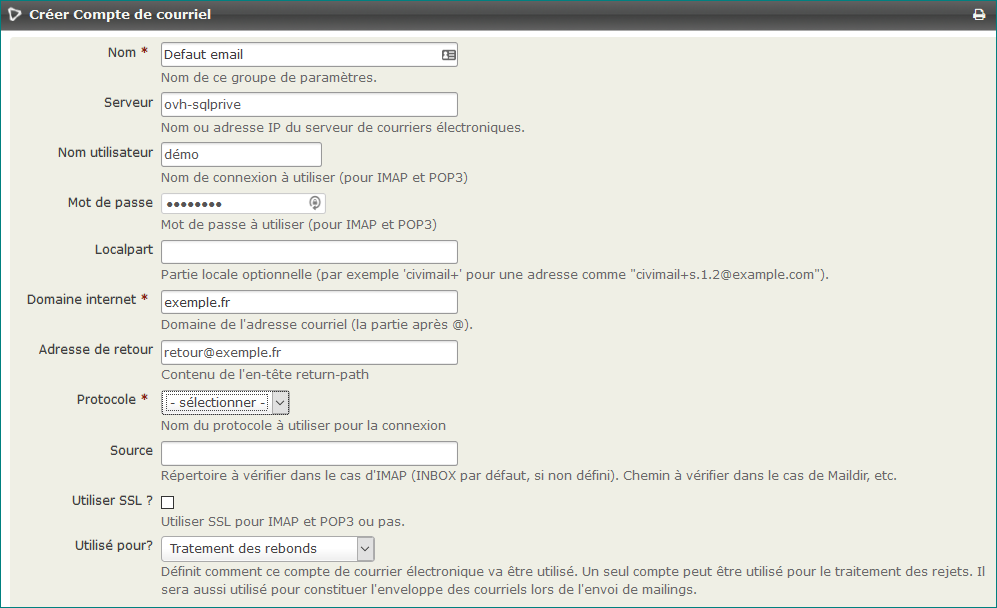 Créer Compte de courriel
Nom *
Defaut email
Nom de ce groupe de paramètres.
Serveur
ovh-sqlprive
Nom ou adresse IP du serveur de courriers électroniques.
Nom utilisateur
démo
Nom de connexion à utiliser (pour IMAP et POP3)
Mot de passe
••••••••
Mot de passe à utiliser (pour IMAP et POP3)
Localpart
Partie locale optionnelle (par exemple 'civimail+' pour une adresse comme "civimail+s.1.2@example.com").
Domaine internet *
exemple.fr
Domaine de l'adresse courriel (la partie après @).
Adresse de retour
retour@exemple.fr
Contenu de l'en-tête return-path
Protocole *
- sélectionner -
Nom du protocole à utiliser pour la connexion
Source
Répertoire à vérifier dans le cas d'IMAP (INBOX par défaut, si non défini). Chemin à vérifier dans le cas de Maildir, etc.
Utiliser SSL ?
Utiliser SSL pour IMAP et POP3 ou pas.
Utilisé pour?
Traitement des rebonds
Définit comment ce compte de courrier électronique va être utilisé. Un seul compte peut être utilisé pour le traitement des rejets. Il
sera aussi utilisé pour constituer l'enveloppe des courriels lors de l'envoi de mailings.